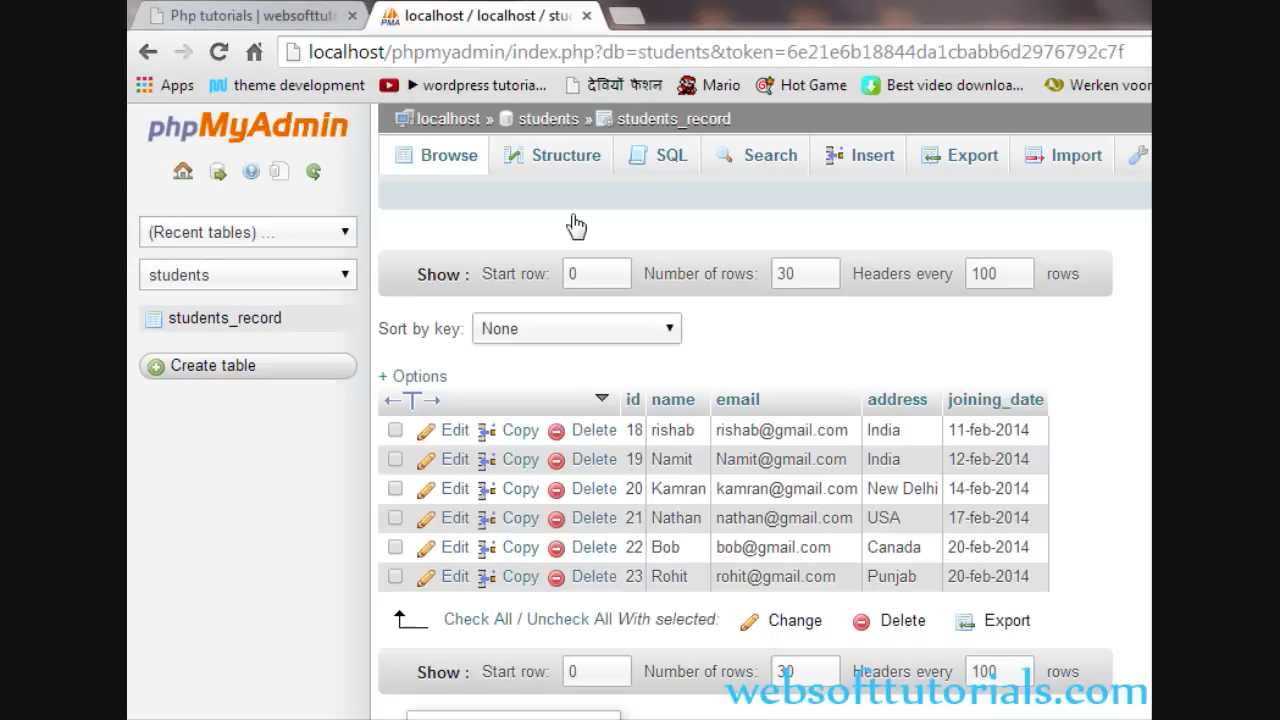 Php tutorials | websofttut
localhost / localhost / stu
localhost/phpmyadmin/index.php?db=students&token=6e21e6b18844da1cbabb6d2976792c7f
Apps theme development ▶ wordpress tutoria... देवियों फैशन Mario Hot Game Best video downloa... Werken voor
phpMyAdmin
(Recent tables) ...
students
students_record
Create table
localhost » students » students_record
Browse Structure SQL Search Insert Export Import
Show : Start row: 0 Number of rows: 30 Headers every 100 rows
Sort by key: None
+ Options
←T→ id name email address joining_date
Edit Copy Delete 18 rishab rishab@gmail.com India 11-feb-2014
Edit Copy Delete 19 Namit Namit@gmail.com India 12-feb-2014
Edit Copy Delete 20 Kamran kamran@gmail.com New Delhi 14-feb-2014
Edit Copy Delete 21 Nathan nathan@gmail.com USA 17-feb-2014
Edit Copy Delete 22 Bob bob@gmail.com Canada 20-feb-2014
Edit Copy Delete 23 Rohit rohit@gmail.com Punjab 20-feb-2014
Check All / Uncheck All With selected: Change Delete Export
Show : Start row: 0 Number of rows: 30 Headers every 100 rows
websofttutorials.com